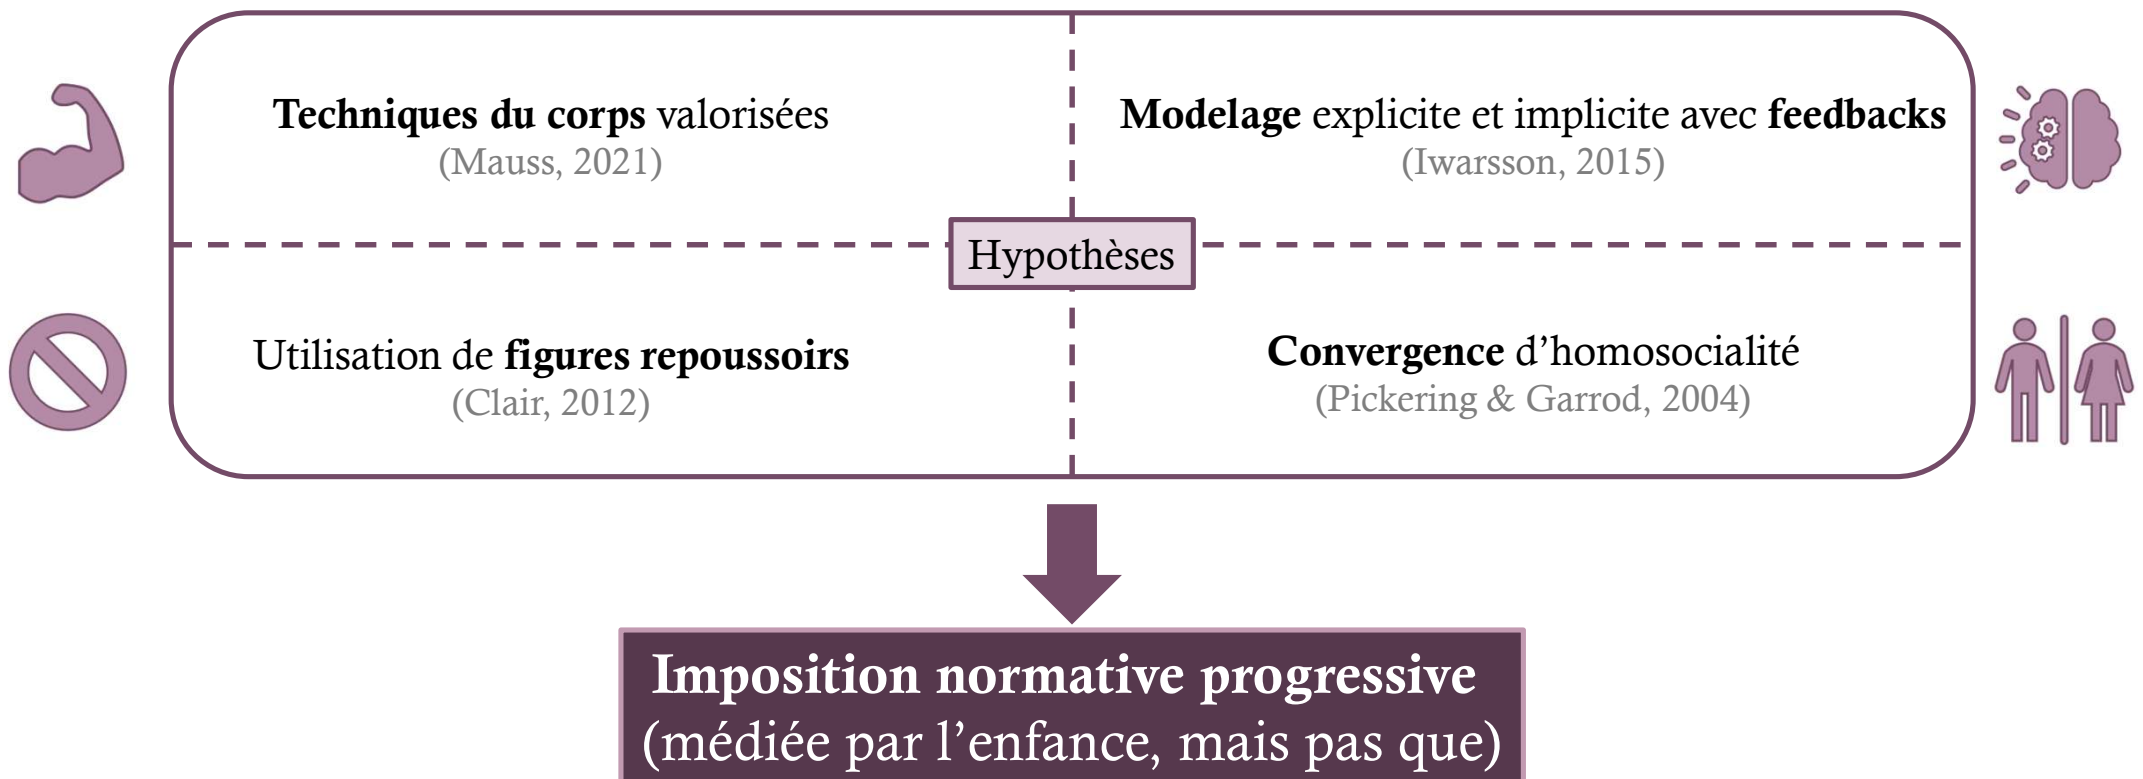 Techniques du corps valorisées
(Mauss, 2021)
Modelage explicite et implicite avec feedbacks
(Iwarsson, 2015)
Hypothèses
Utilisation de figures repoussoirs
(Clair, 2012)
Convergence d’homosocialité
(Pickering & Garrod, 2004)
Imposition normative progressive
(médiée par l’enfance, mais pas que)